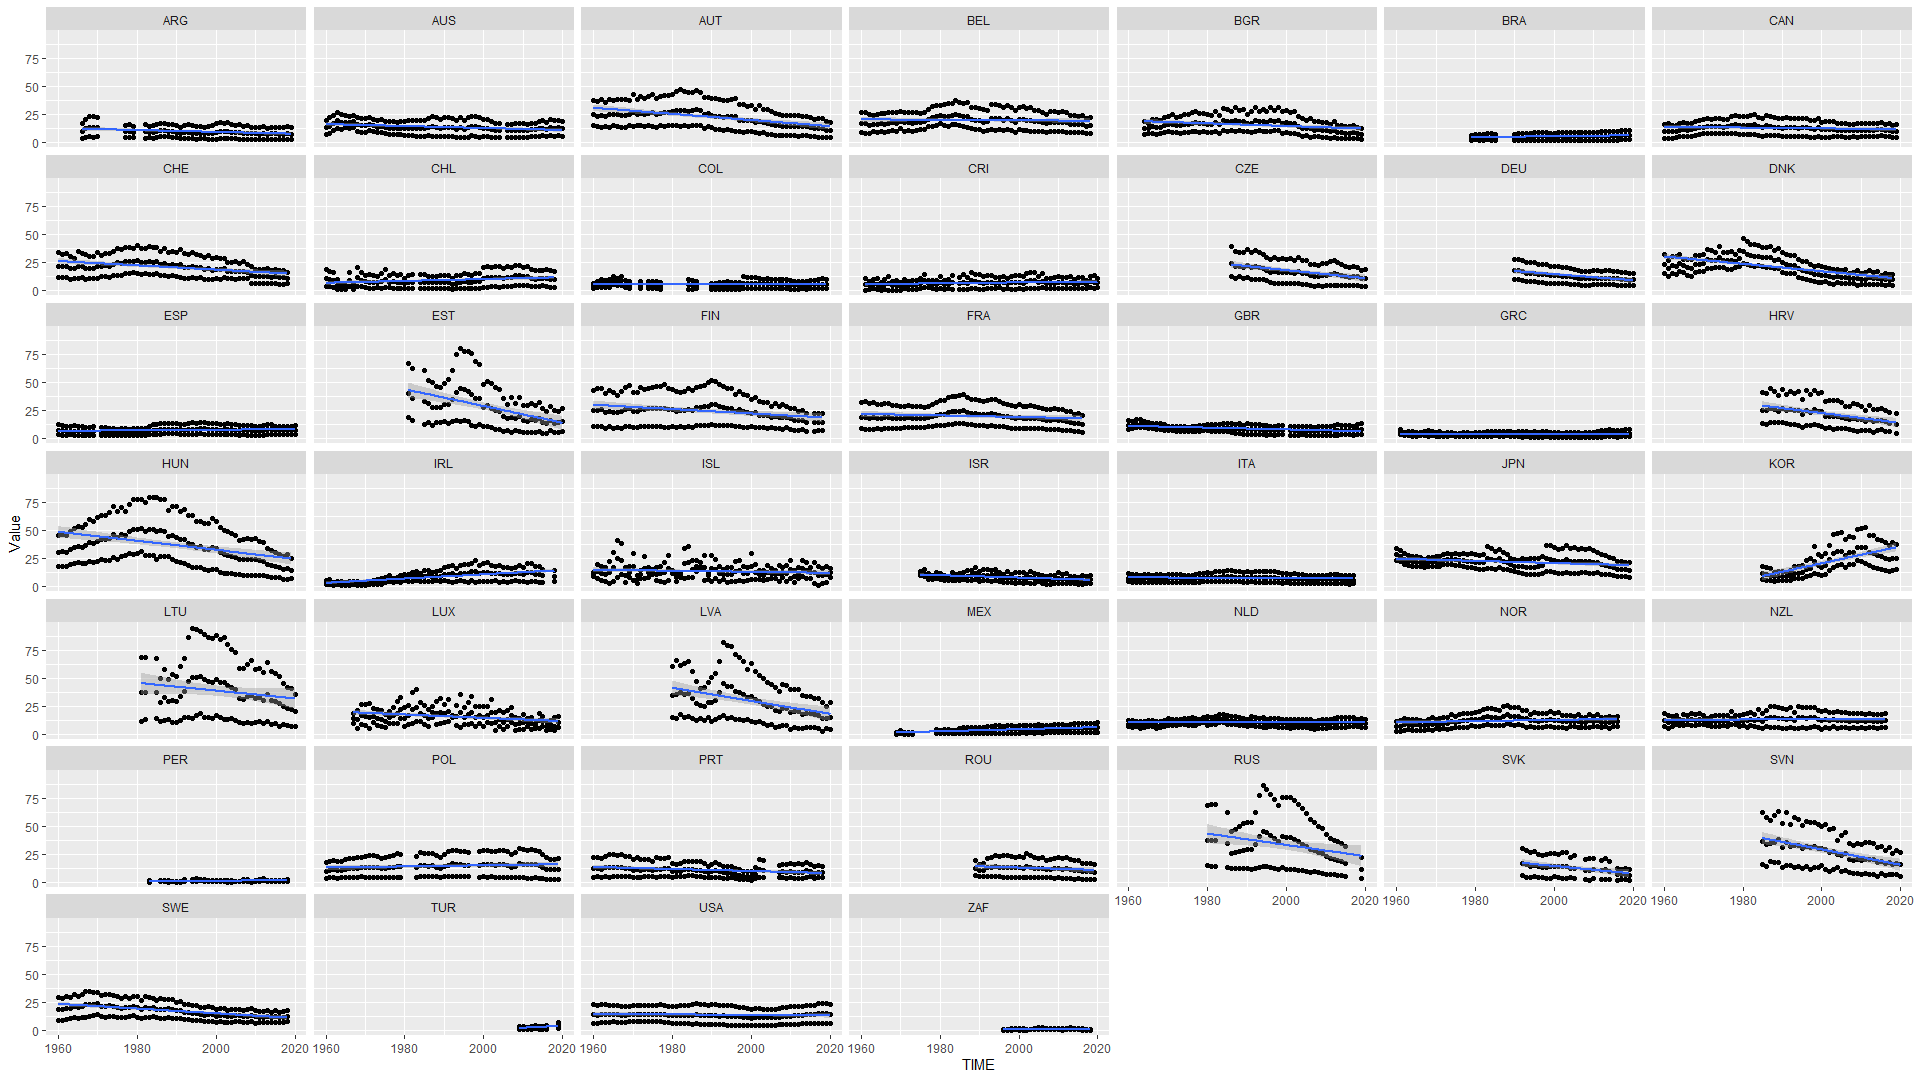 ARG AUS AUT BEL BGR BRA CAN
75
50
25
0
CHE CHL COL CRI CZE DEU DNK
75
50
25
0
ESP EST FIN FRA GBR GRC HRV
75
50
25
0
HUN IRL ISL ISR ITA JPN KOR
75
50
25
0
Value
LTU LUX LVA MEX NLD NOR NZL
75
50
25
0
PER POL PRT ROU RUS SVK SVN
75
50
25
0
1960 1980 2000 2020 1960 1980 2000 2020 1960 1980 2000 2020
SWE TUR USA ZAF
75
50
25
0
1960 1980 2000 2020 1960 1980 2000 2020 1960 1980 2000 2020 1960 1980 2000 2020
TIME